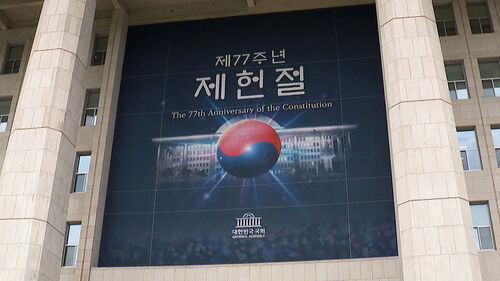 제77주년
제헌절
The 77th Anniversary of the Constitution
대한민국국회
NATIONAL ASSEMBLY